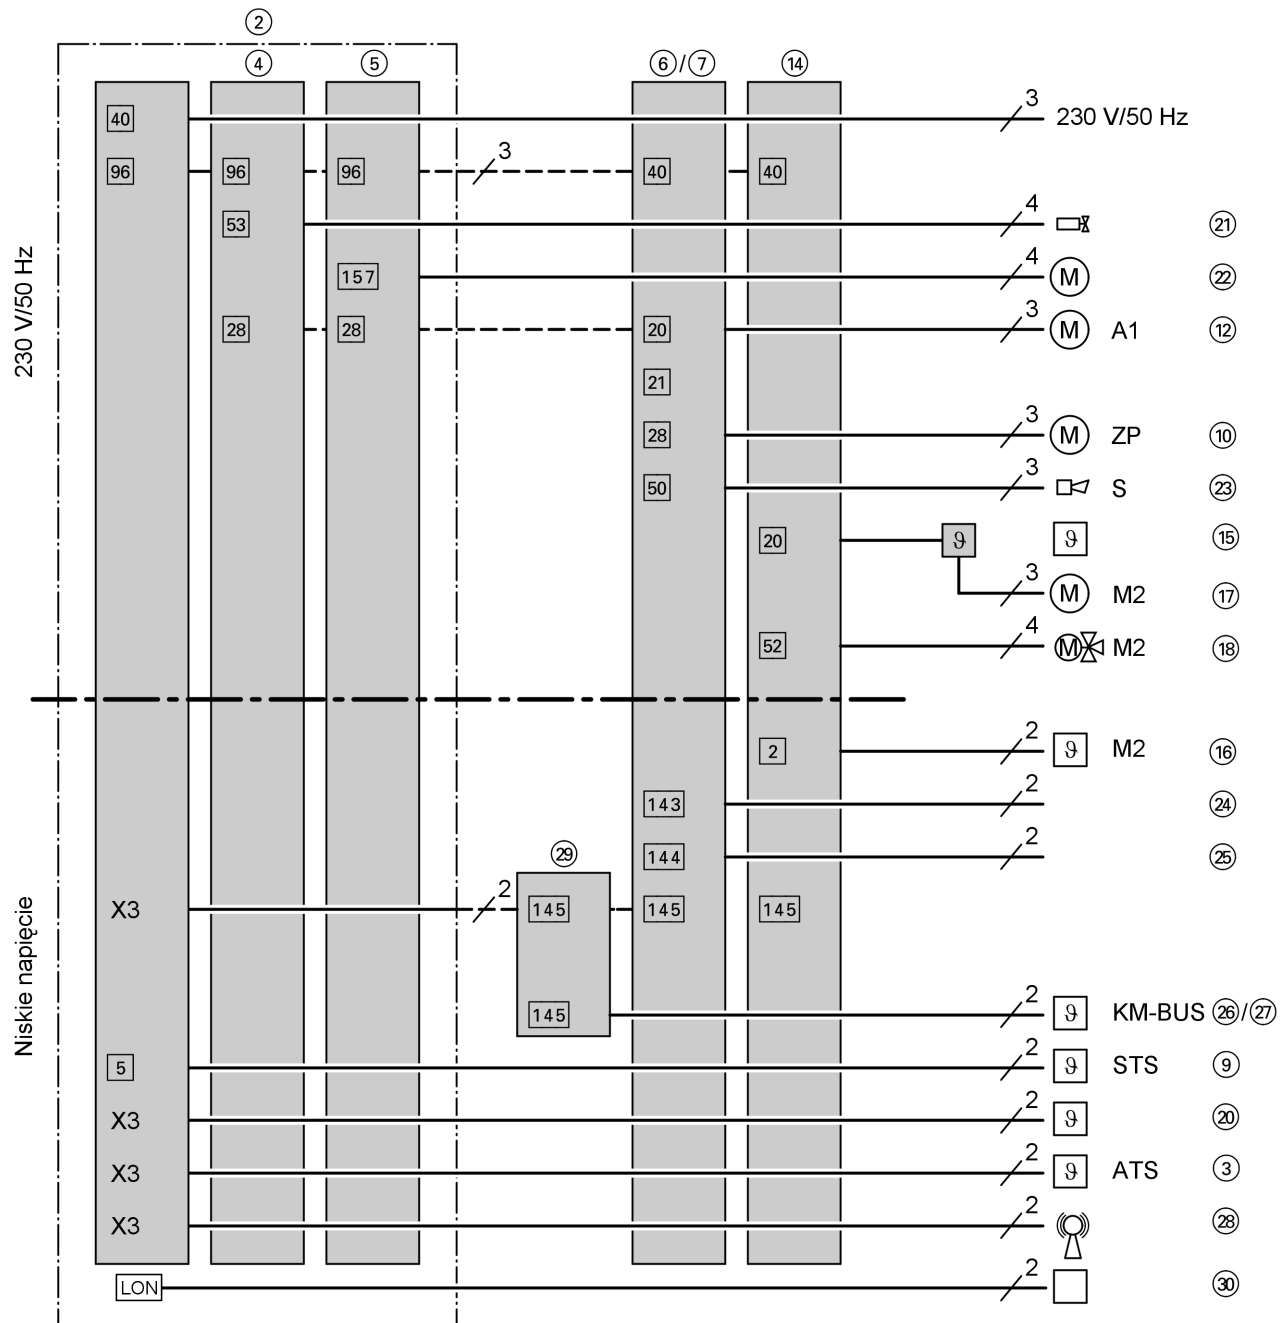 ②
④ ⑤ ⑥/⑦ ⑭
40 3 230 V/50 Hz
96 96 96 3 40 40
53 4 ㉑
157 4 M ㉒
28 28 20 3 M A1 ⑫
21
28 3 M ZP ⑩
50 3 S ㉓
20 ϑ ϑ ⑮
3 M M2 ⑰
52 4 M M2 ⑱
230 V/50 Hz
2 2 ϑ M2 ⑯
143 2 ㉔
㉙ 144 2 ㉕
X3 2 145 145 145
145 2 ϑ KM-BUS ㉖/㉗
5 2 ϑ STS ⑨
X3 2 ϑ ⑳
X3 2 ϑ ATS ③
X3 2 ㉘
LON 2 ㉚
Niskie napięcie